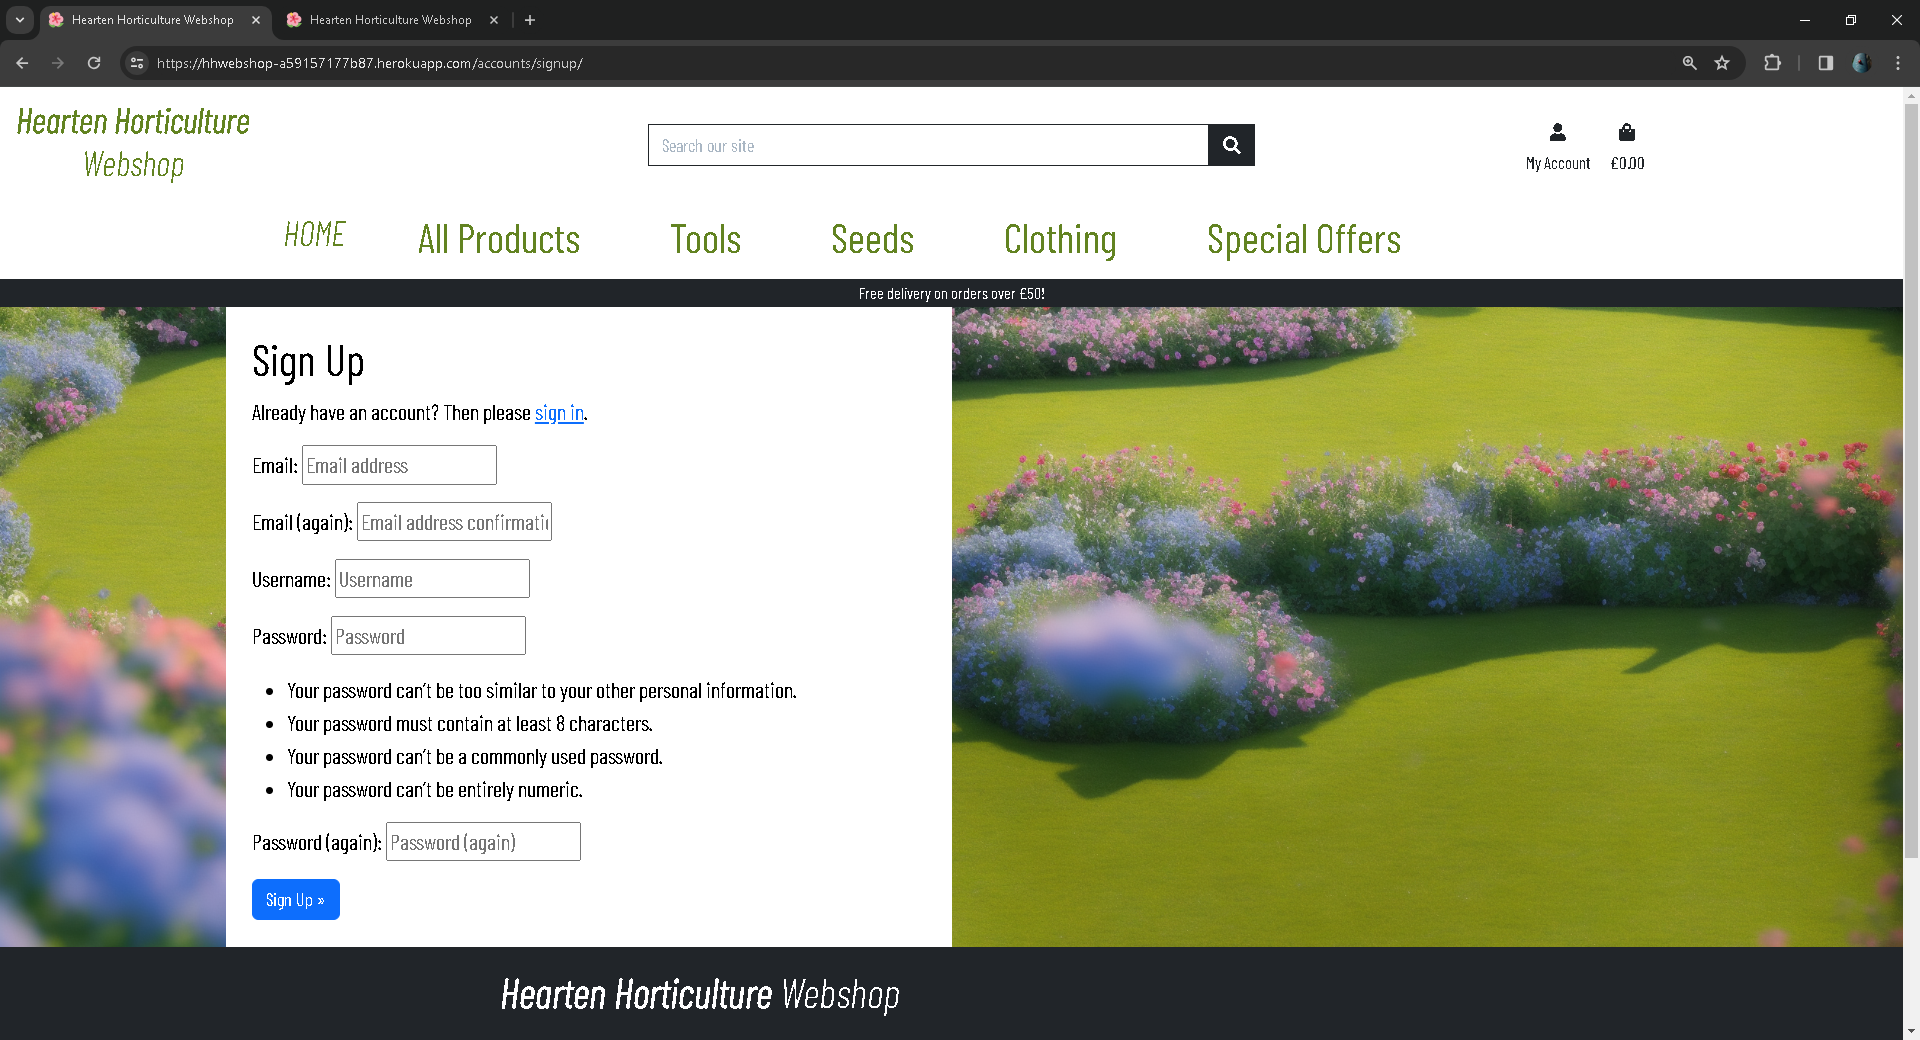 Hearten Horticulture Webshop
Hearten Horticulture Webshop
https://hhwebshop-a59157177b87.herokuapp.com/accounts/signup/
Hearten Horticulture
Webshop
Search our site
My Account
£0.00
HOME
All Products
Tools
Seeds
Clothing
Special Offers
Free delivery on orders over £50!
Sign Up
Already have an account? Then please sign in.
Email: Email address
Email (again): Email address confirmati
Username: Username
Password: Password
• Your password can't be too similar to your other personal information.
• Your password must contain at least 8 characters.
• Your password can't be a commonly used password.
• Your password can't be entirely numeric.
Password (again): Password (again)
Sign Up »
Hearten Horticulture Webshop